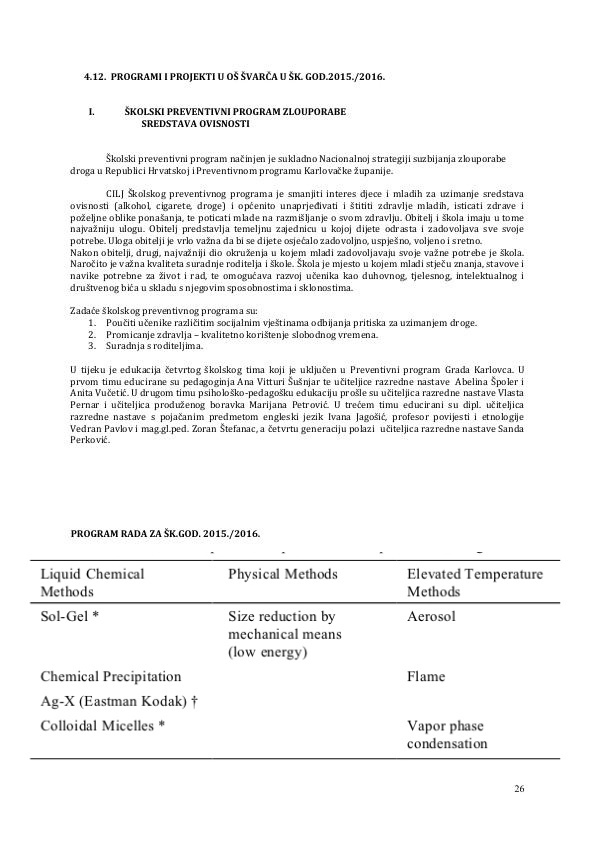 4.12. PROGRAMI I PROJEKTI U OŠ ŠVARČA U ŠK. GOD.2015./2016.
I. ŠKOLSKI PREVENTIVNI PROGRAM ZLOUPORABE
SREDSTAVA OVISNOSTI
Školski preventivni program načinjen je sukladno Nacionalnoj strategiji suzbijanja zlouporabe
droga u Republici Hrvatskoj i Preventivnom programu Karlovačke županije.
CILJ Školskog preventivnog programa je smanjiti interes djece i mladih za uzimanje sredstava
ovisnosti (alkohol, cigarete, droge) i općenito unaprjeđivati i štititi zdravlje mladih, isticati zdrave i
poželjne oblike ponašanja, te poticati mlade na razmišljanje o svom zdravlju. Obitelj i škola imaju u tome
najvažniju ulogu. Obitelj predstavlja temeljnu zajednicu u kojoj dijete odrasta i zadovoljava sve svoje
potrebe. Uloga obitelji je vrlo važna da bi se dijete osjećalo zadovoljno, uspješno, voljeno i sretno.
Nakon obitelji, drugi, najvažniji dio okruženja u kojem mladi zadovoljavaju svoje važne potrebe je škola.
Naročito je važna kvaliteta suradnje roditelja i škole. Škola je mjesto u kojem mladi stječu znanja, stavove i
navike potrebne za život i rad, te omogućava razvoj učenika kao duhovnog, tjelesnog, intelektualnog i
društvenog bića u skladu s njegovim sposobnostima i sklonostima.
Zadaće školskog preventivnog programa su:
1. Poučiti učenike različitim socijalnim vještinama odbijanja pritiska za uzimanjem droge.
2. Promicanje zdravlja – kvalitetno korištenje slobodnog vremena.
3. Suradnja s roditeljima.
U tijeku je edukacija četvrtog školskog tima koji je uključen u Preventivni program Grada Karlovca. U
prvom timu educirane su pedagoginja Ana Vitturi Šušnjar te učiteljice razredne nastave Abelina Špoler i
Anita Vučetić. U drugom timu psihološko-pedagošku edukaciju prošle su učiteljica razredne nastave Vlasta
Pernar i učiteljica produženog boravka Marijana Petrović. U trećem timu educirani su dipl. učiteljica
razredne nastave s pojačanim predmetom engleski jezik Ivana Jagošić, profesor povijesti i etnologije
Vedran Pavlov i mag.gl.ped. Zoran Štefanac, a četvrtu generaciju polazi učiteljica razredne nastave Sanda
Perković.
PROGRAM RADA ZA ŠK.GOD. 2015./2016.
Liquid Chemical Physical Methods Elevated Temperature
Methods Methods
Sol-Gel * Size reduction by Aerosol
mechanical means
(low energy)
Chemical Precipitation Flame
Ag-X (Eastman Kodak) †
Colloidal Micelles * Vapor phase
condensation
26